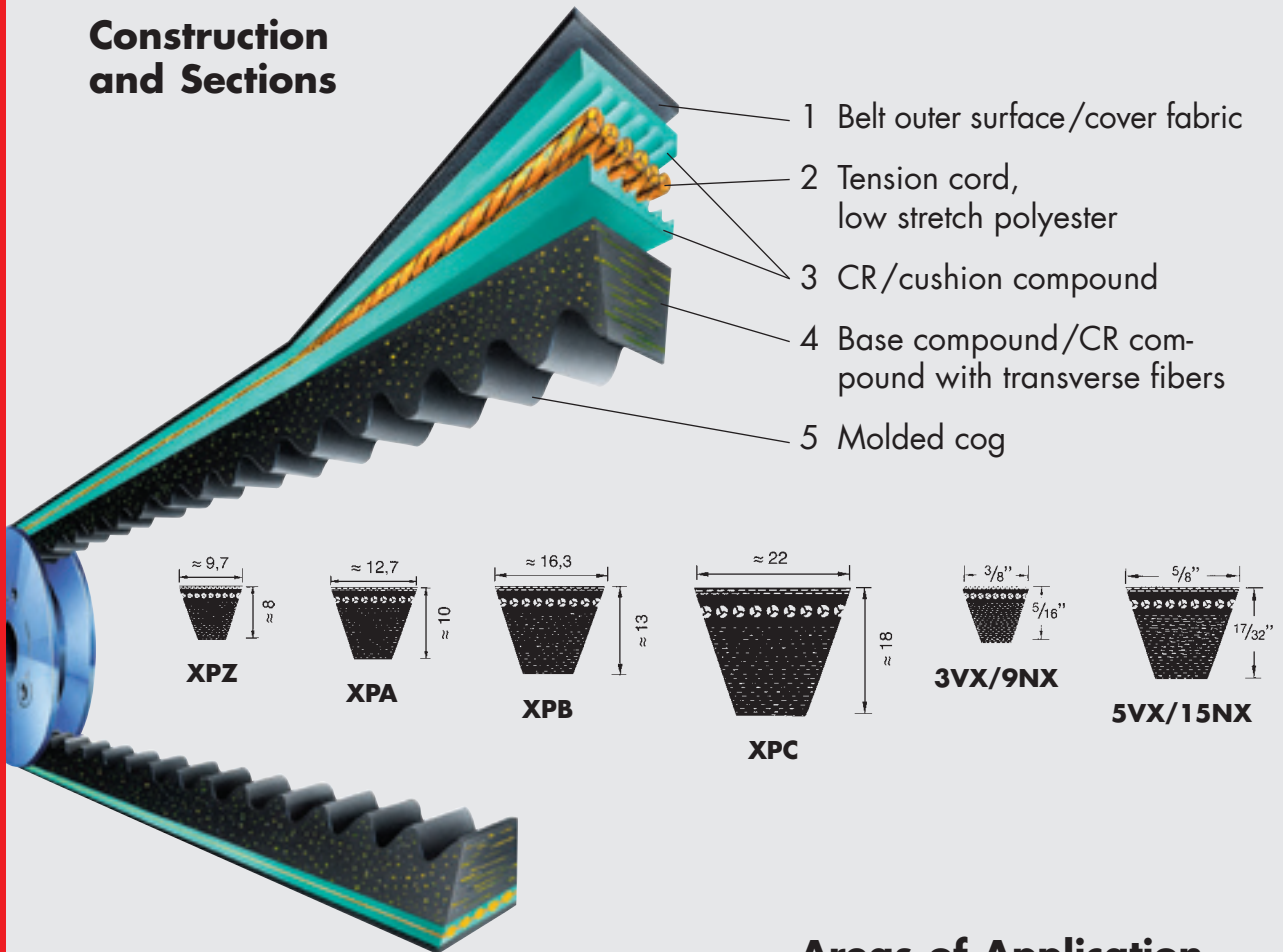 Construction
and Sections
1 Belt outer surface/cover fabric
2 Tension cord,
low stretch polyester
3 CR/cushion compound
4 Base compound/CR com-
pound with transverse fibers
5 Molded cog
≈ 9,7
≈ 8
XPZ
≈ 12,7
≈ 10
XPA
≈ 16,3
≈ 13
XPB
≈ 22
≈ 18
XPC
3/8"
5/16"
3VX/9NX
5/8"
17/32"
5VX/15NX
Areas of Application